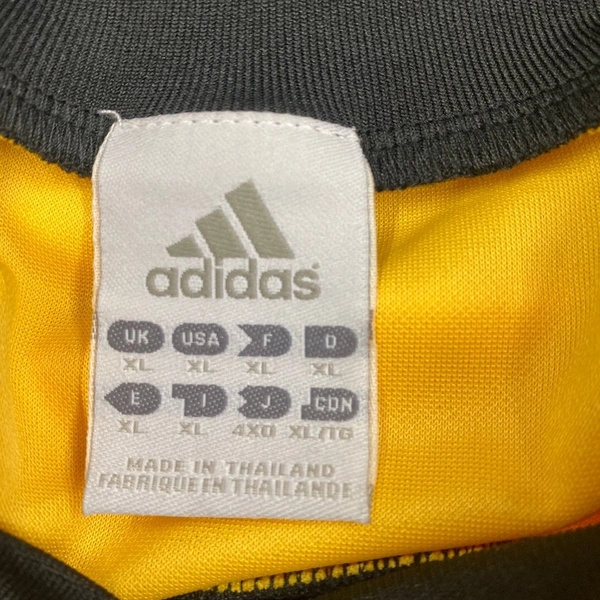 adidas
UK USA F D
XL XL XL XL
E I J CDN
XL XL 4XO XL/TG
MADE IN THAILAND
FABRIQUE EN THAILANDE